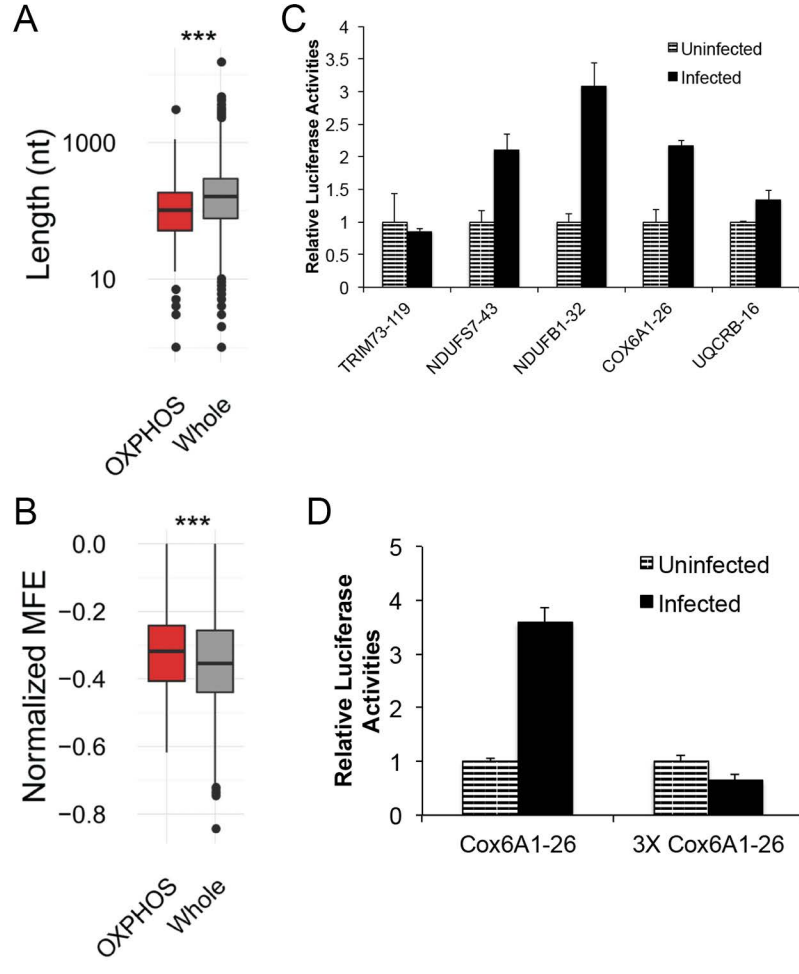 A
***
Length (nt)
1000
10
OXPHOS
Whole
B
***
Normalized MFE
0.0
−0.2
−0.4
−0.6
−0.8
OXPHOS
Whole
C
Relative Luciferase Activities
4
3.5
3
2.5
2
1.5
1
0.5
0
Uninfected
Infected
TRIM73-119
NDUFS7-43
NDUFB1-32
COX6A1-26
UQCRB-16
D
Relative Luciferase
Activities
5
4
3
2
1
0
Uninfected
Infected
Cox6A1-26
3X Cox6A1-26